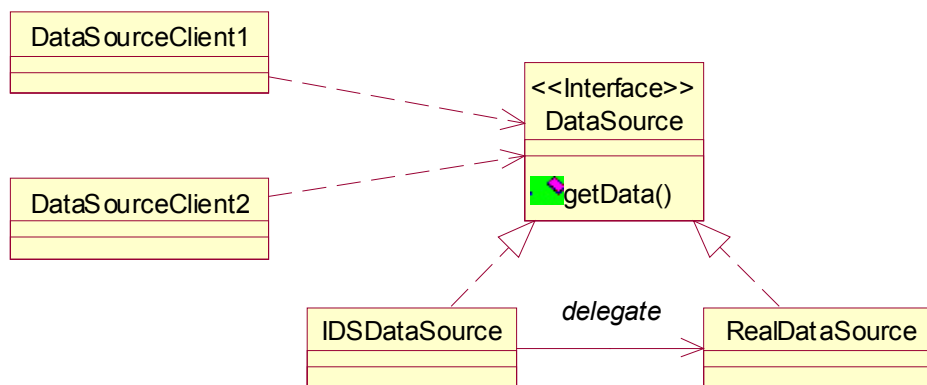 DataSourceClient1
<<Interface>>
DataSource
getData()
DataSourceClient2
delegate
IDSDataSource
RealDataSource